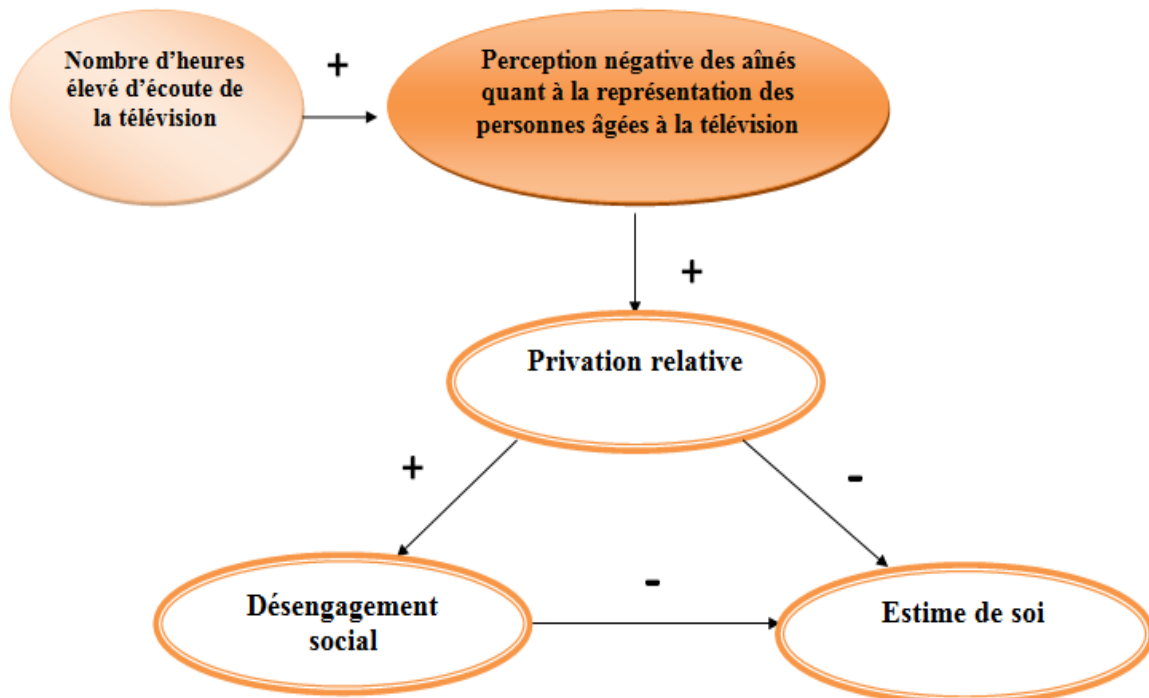 Nombre d'heures
élevé d'écoute de
la télévision
+
Perception négative des aînés
quant à la représentation des
personnes âgées à la télévision
+
Privation relative
+
-
Désengagement
social
-
Estime de soi